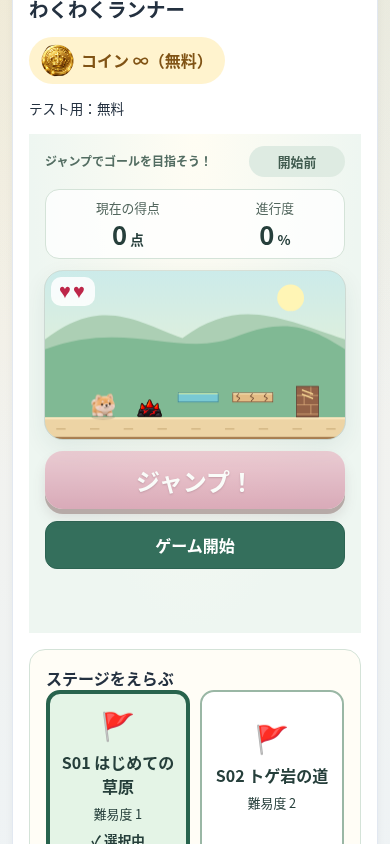 わくわくランナー
コイン ∞（無料）
テスト用：無料
ジャンプでゴールを目指そう！
開始前
現在の得点
進行度
0 点
0 %
ジャンプ！
ゲーム開始
ステージをえらぶ
S01 はじめての
草原
難易度 1
✓選択中
S02 トゲ岩の道
難易度 2